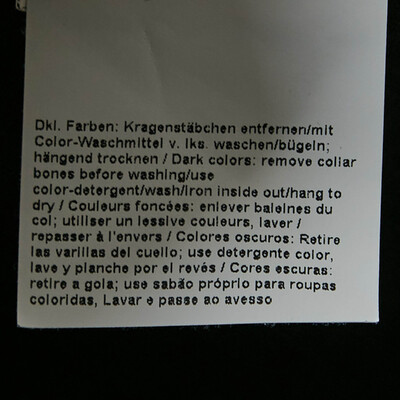 Dkl. Farben: Kragenstäbchen entfernen/mit
Color-Waschmittel v. lks. waschen/bügeln;
hängend trocknen / Dark colors: remove collar
bones before washing/use
color-detergent/wash/iron inside out/hang to
dry / Couleurs foncées: enlever baleines du
col; utiliser un lessive couleurs, laver /
repasser à l'envers / Colores oscuros: Retire
las varillas del cuello; use detergente color,
lave y planche por el revés / Cores escuras:
retire a gola; use sabão próprio para roupas
coloridas, Lavar e passe ao avesso